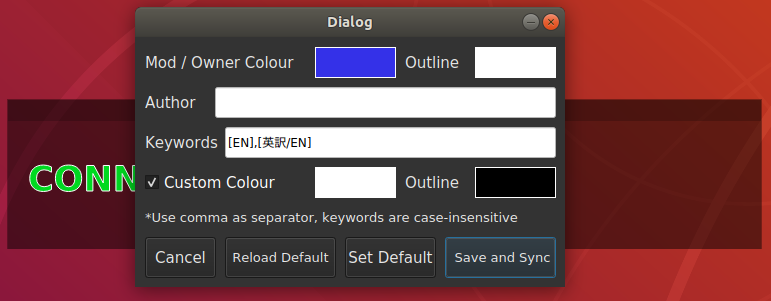 Dialog
Mod / Owner Colour Outline
Author
Keywords [EN],[英訳/EN]
Custom Colour Outline
*Use comma as separator, keywords are case-insensitive
Cancel Reload Default Set Default Save and Sync
CONN